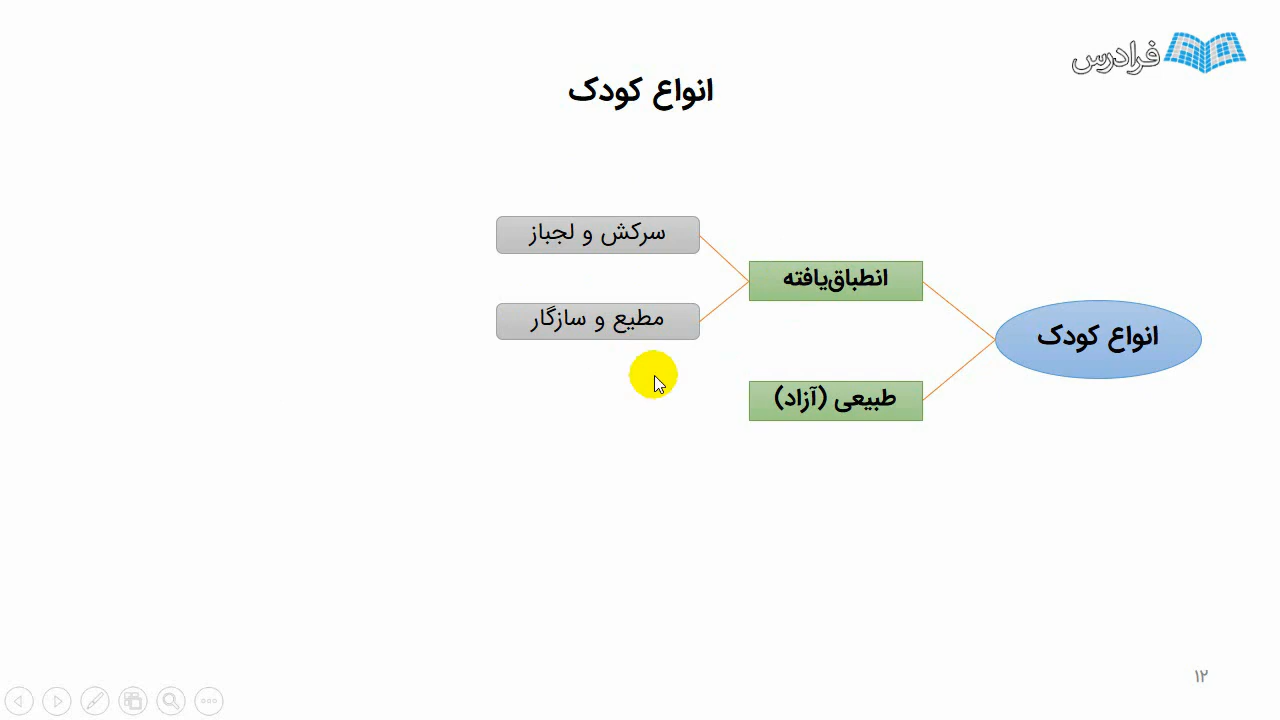 فرادرس
انواع کودک
سرکش و لجباز
انطباق‌یافته
مطیع و سازگار
انواع کودک
طبیعی (آزاد)
۱۲